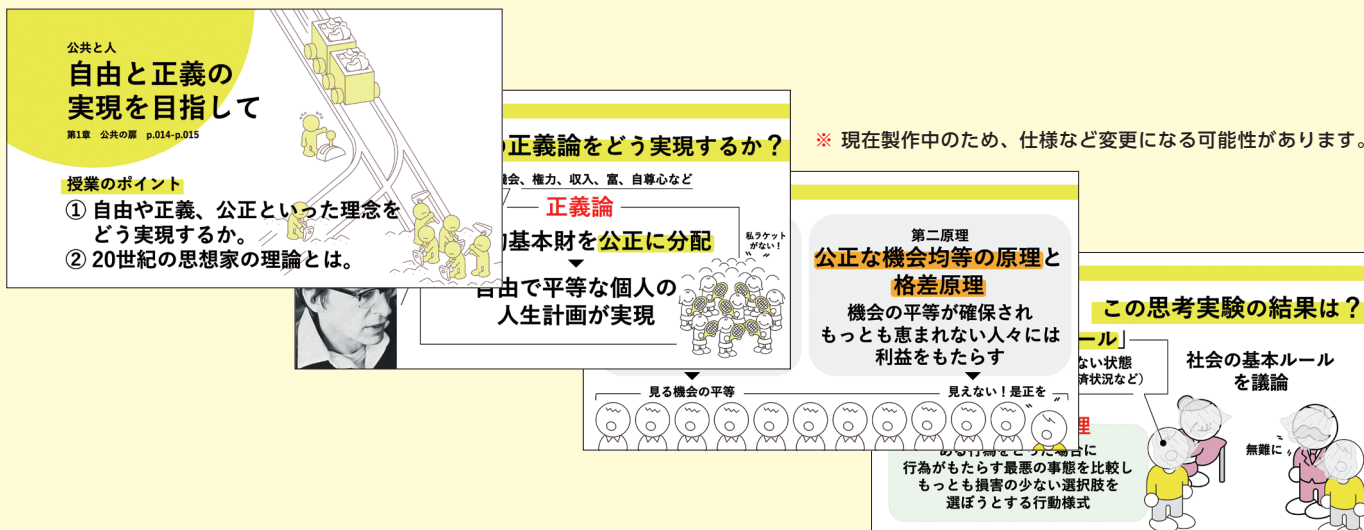 公共と人
自由と正義の
実現を目指して
第1章 公共の扉 p.014-p.015
授業のポイント
① 自由や正義、公正といった理念を
どう実現するか。
② 20世紀の思想家の理論とは。
の正義論をどう実現するか？
機会、権力、収入、富、自尊心など
正義論
基本財を公正に分配
私ラケット
がない！
自由で平等な個人の
人生計画が実現
※ 現在製作中のため、仕様など変更になる可能性があります。
第二原理
公正な機会均等の原理と
格差原理
機会の平等が確保され
もっとも恵まれない人々には
利益をもたらす
見る機会の平等
見えない！是正を
この思考実験の結果は？
ール」
ない状態
済状況など）
社会の基本ルール
を議論
無難に
理
ある行為をとった場合に
行為がもたらす最悪の事態を比較し
もっとも損害の少ない選択肢を
選ぼうとする行動様式